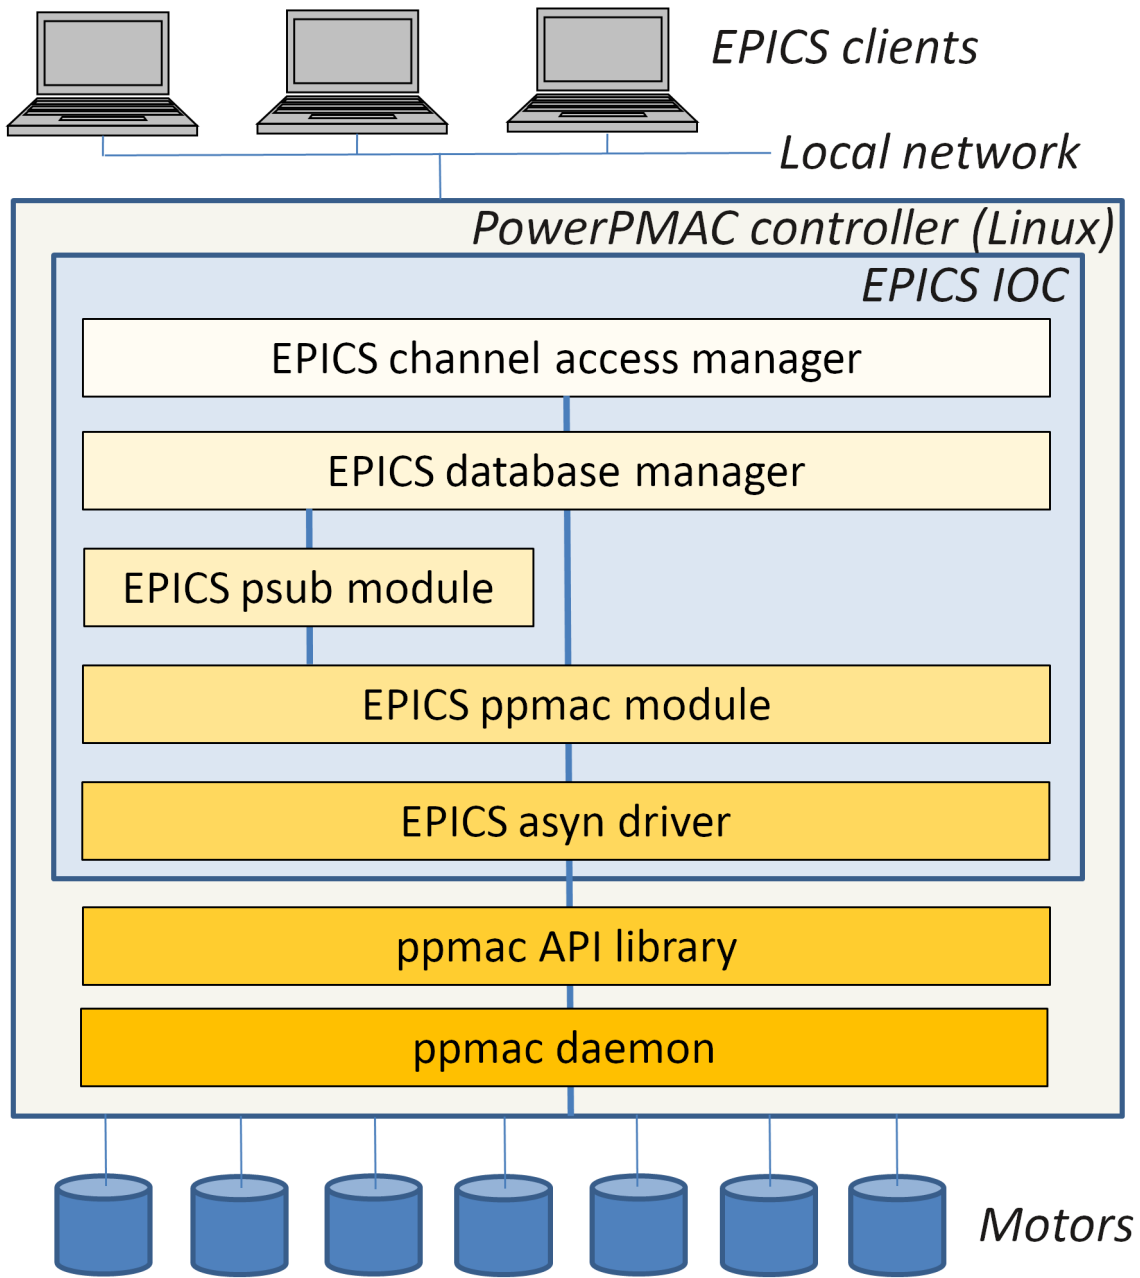 EPICS clients
Local network
PowerPMAC controller (Linux)
EPICS IOC
EPICS channel access manager
EPICS database manager
EPICS psub module
EPICS ppmac module
EPICS asyn driver
ppmac API library
ppmac daemon
Motors